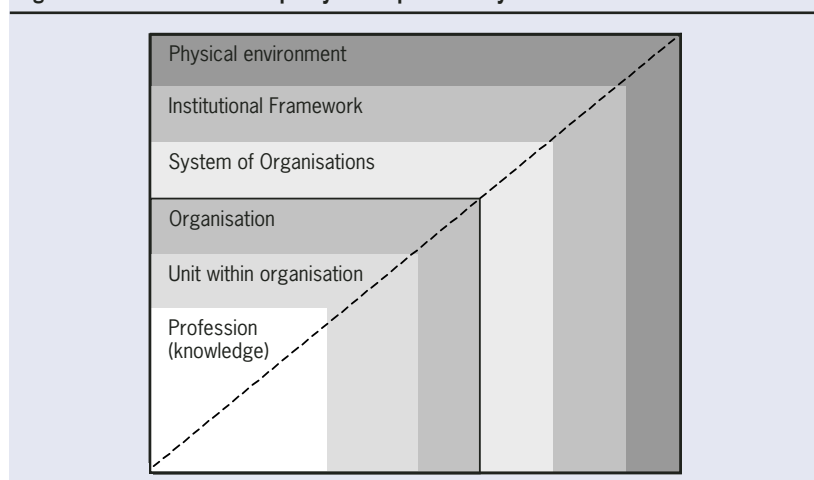 Physical environment
Institutional Framework
System of Organisations
Organisation
Unit within organisation
Profession
(knowledge)